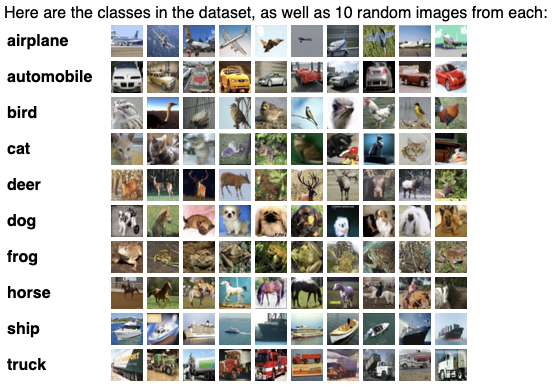 Here are the classes in the dataset, as well as 10 random images from each:
airplane
automobile
bird
cat
deer
dog
frog
horse
ship
truck